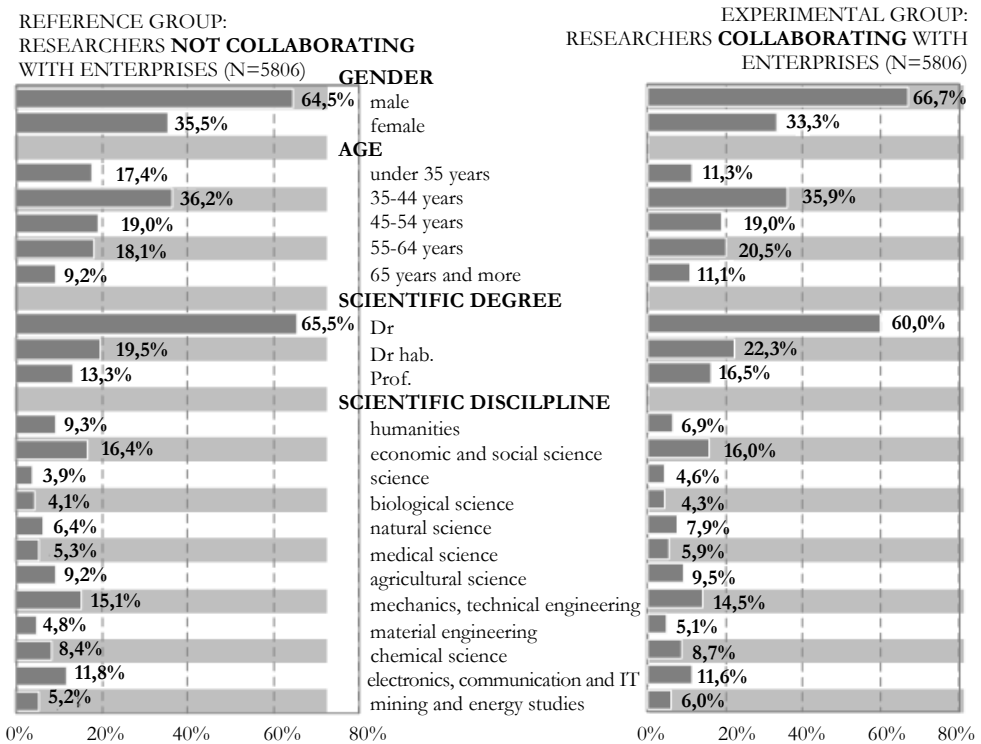 REFERENCE GROUP:
RESEARCHERS NOT COLLABORATING
WITH ENTERPRISES (N=5806)
EXPERIMENTAL GROUP:
RESEARCHERS COLLABORATING WITH
ENTERPRISES (N=5806)
GENDER
64,5% male 66,7%
35,5% female 33,3%
AGE
17,4% under 35 years 11,3%
36,2% 35-44 years 35,9%
19,0% 45-54 years 19,0%
18,1% 55-64 years 20,5%
9,2% 65 years and more 11,1%
SCIENTIFIC DEGREE
65,5% Dr 60,0%
19,5% Dr hab. 22,3%
13,3% Prof. 16,5%
SCIENTIFIC DISCILPLINE
9,3% humanities 6,9%
16,4% economic and social science 16,0%
3,9% science 4,6%
4,1% biological science 4,3%
6,4% natural science 7,9%
5,3% medical science 5,9%
9,2% agricultural science 9,5%
15,1% mechanics, technical engineering 14,5%
4,8% material engineering 5,1%
8,4% chemical science 8,7%
11,8% electronics, communication and IT 11,6%
5,2% mining and energy studies 6,0%
0% 20% 40% 60% 80% 0% 20% 40% 60% 80%